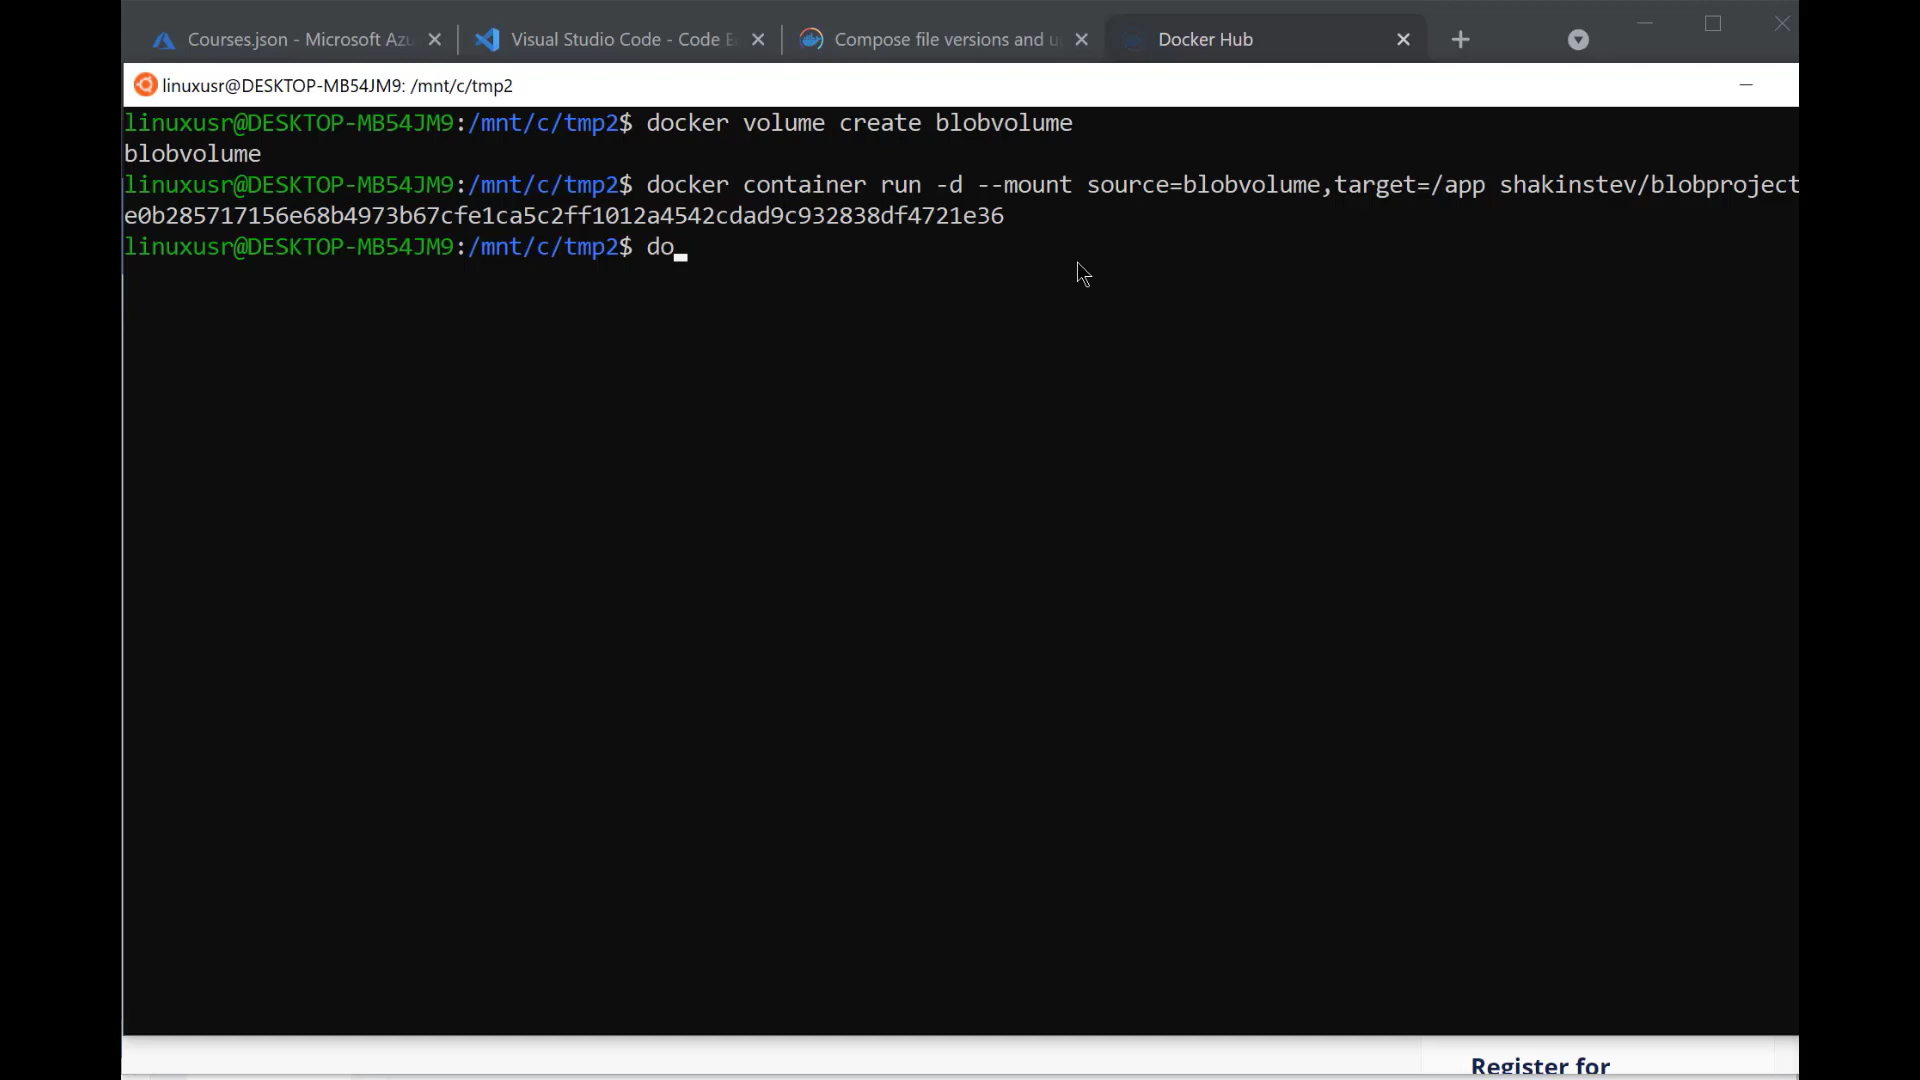 Courses.json - Microsoft Azu
Visual Studio Code - Code E
Compose file versions and u
Docker Hub
linuxusr@DESKTOP-MB54JM9: /mnt/c/tmp2
linuxusr@DESKTOP-MB54JM9:/mnt/c/tmp2$ docker volume create blobvolume
blobvolume
linuxusr@DESKTOP-MB54JM9:/mnt/c/tmp2$ docker container run -d --mount source=blobvolume,target=/app shakinstev/blobproject
e0b285717156e68b4973b67cfe1ca5c2ff1012a4542cdad9c932838df4721e36
linuxusr@DESKTOP-MB54JM9:/mnt/c/tmp2$ do
Register for